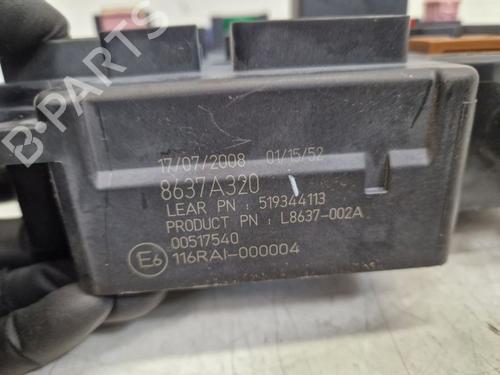 17/07/2008 01/15/52
8637A320
LEAR PN : 519344113
PRODUCT PN : L8637-002A
00517540
E6 116RAI-000004
B-PARTS